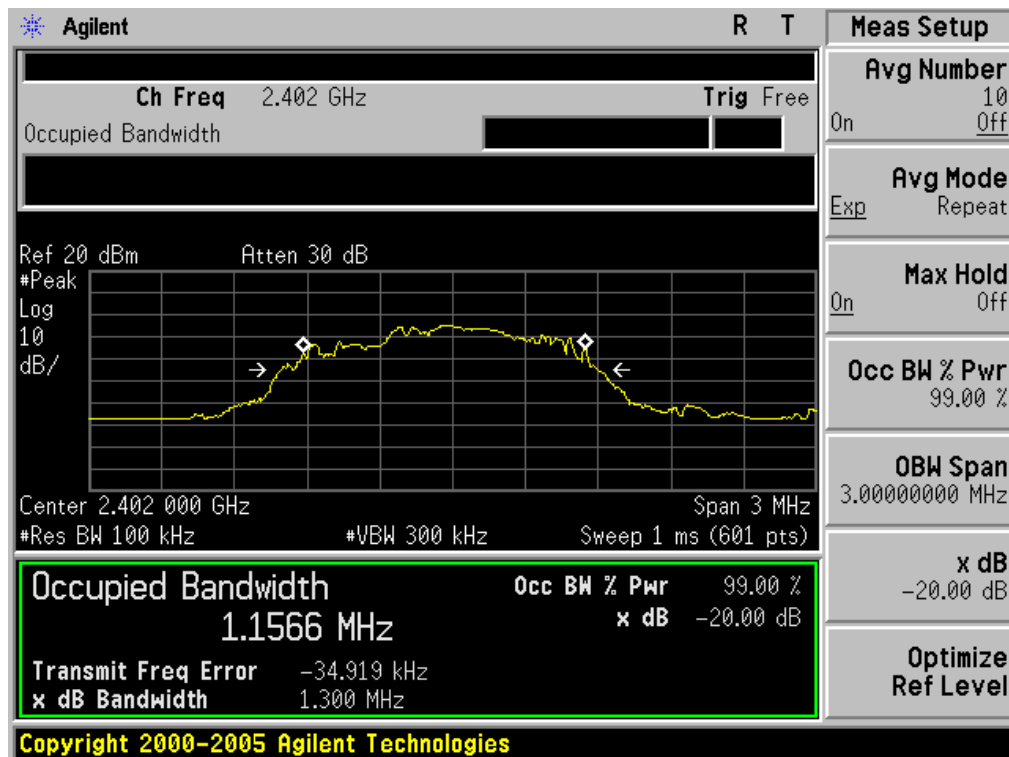 Agilent R T
Ch Freq 2.402 GHz Trig Free
Occupied Bandwidth
Ref 20 dBm Atten 30 dB
#Peak
Log
10
dB/
Center 2.402 000 GHz Span 3 MHz
#Res BW 100 kHz #VBW 300 kHz Sweep 1 ms (601 pts)
Occupied Bandwidth Occ BW % Pwr 99.00 %
1.1566 MHz x dB -20.00 dB
Transmit Freq Error -34.919 kHz
x dB Bandwidth 1.300 MHz
Copyright 2000-2005 Agilent Technologies
Meas Setup
Avg Number
10
On Off
Avg Mode
Exp Repeat
Max Hold
On Off
Occ BW % Pwr
99.00 %
OBW Span
3.00000000 MHz
x dB
-20.00 dB
Optimize
Ref Level